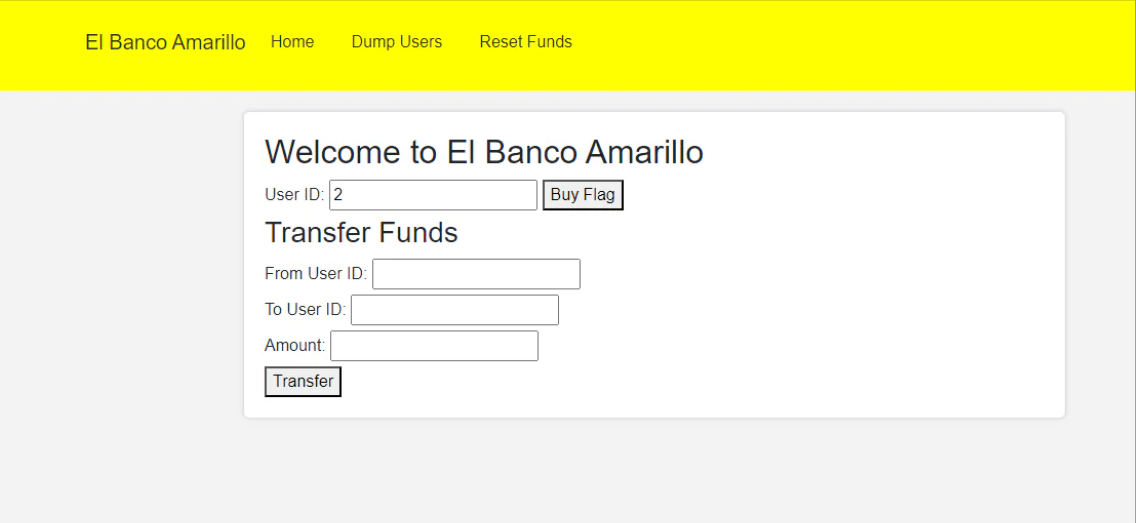 El Banco Amarillo Home Dump Users Reset Funds
Welcome to El Banco Amarillo
User ID: 2 Buy Flag
Transfer Funds
From User ID:
To User ID:
Amount:
Transfer